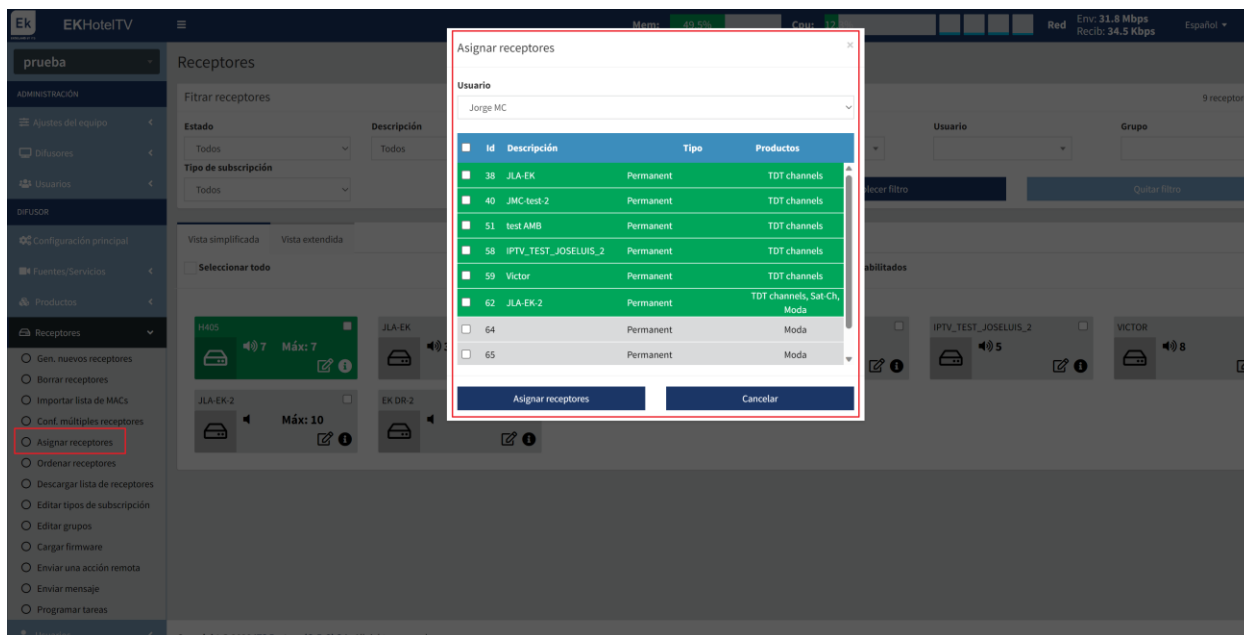 Ek EKHotelTV
Mem: 49.5% Cpu: 12
Red Env: 31.8 Mbps
Recib: 34.5 Kbps
Español
prueba
ADMINISTRACIÓN
Ajustes del equipo
Difusores
Usuarios
DIFUSOR
Configuración principal
Fuentes/Servicios
Productos
Receptores
Gen. nuevos receptores
Borrar receptores
Importar lista de MACs
Conf. múltiples receptores
Asignar receptores
Ordenar receptores
Descargar lista de receptores
Editar tipos de subscripción
Editar grupos
Cargar firmware
Enviar una acción remota
Enviar mensaje
Programar tareas
Receptores
Fitrar receptores
9 receptor
Estado Descripción Usuario Grupo
Todos Todos
Tipo de subscripción
Todos
lecer filtro Quitar filtro
Vista simplificada Vista extendida
Seleccionar todo
abilitados
H405 JLA-EK IPTV_TEST_JOSELUIS_2 VICTOR
7 Máx: 7 5 8
JLA-EK-2 EK DR-2
Máx: 10
Asignar receptores ×
Usuario
Jorge MC
Id Descripción Tipo Productos
38 JLA-EK Permanent TDT channels
40 JMC-test-2 Permanent TDT channels
51 test AMB Permanent TDT channels
58 IPTV_TEST_JOSELUIS_2 Permanent TDT channels
59 Victor Permanent TDT channels
62 JLA-EK-2 Permanent TDT channels, Sat-Ch,
Moda
64 Permanent Moda
65 Permanent Moda
Asignar receptores Cancelar